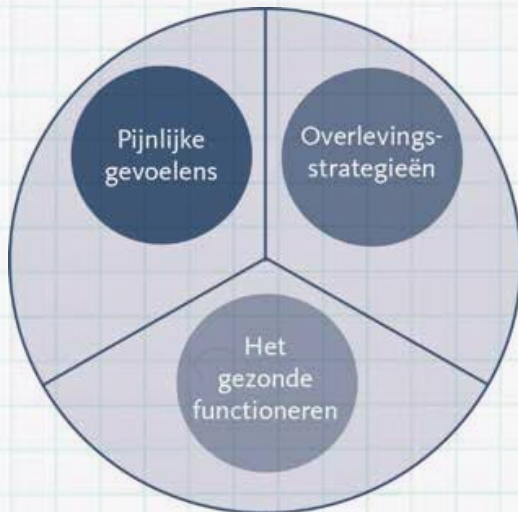 Pijnlijke
gevoelens
Overlevings-
strategieën
Het
gezonde
functioneren